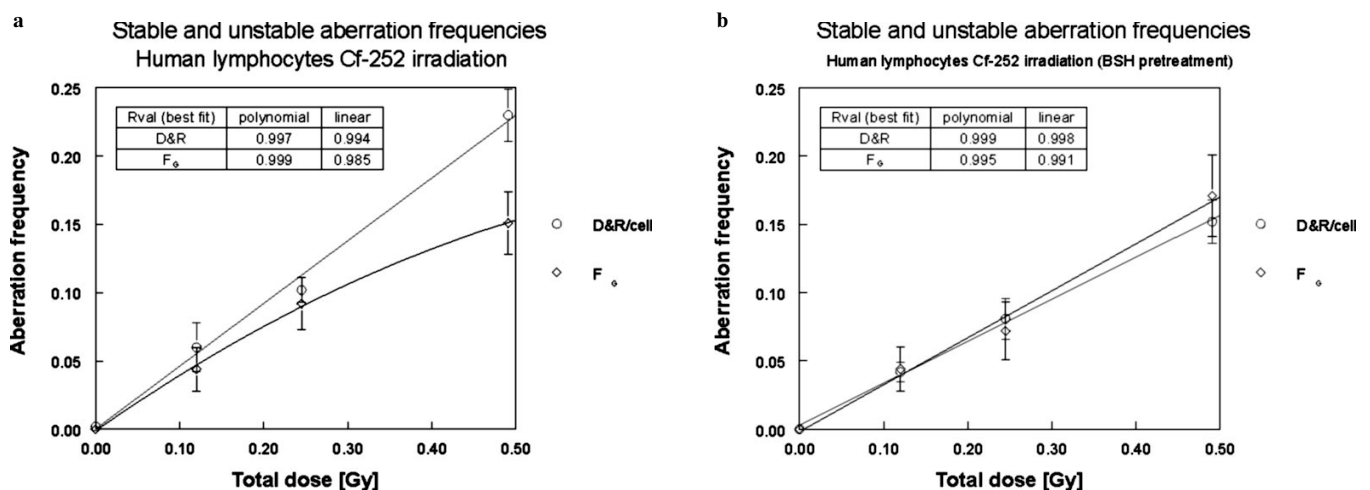 a
Stable and unstable aberration frequencies
Human lymphocytes Cf-252 irradiation
0.25
0.20
0.15
0.10
0.05
0.00
Aberration frequency
Rval (best fit) polynomial linear
D&R 0.997 0.994
F G 0.999 0.985
0.00 0.10 0.20 0.30 0.40 0.50
Total dose [Gy]
D&R/cell
F G
b
Stable and unstable aberration frequencies
Human lymphocytes Cf-252 irradiation (BSH pretreatment)
0.25
0.20
0.15
0.10
0.05
0.00
Aberration frequency
Rval (best fit) polynomial linear
D&R 0.999 0.998
F G 0.995 0.991
0.00 0.10 0.20 0.30 0.40 0.50
Total dose [Gy]
D&R/cell
F G